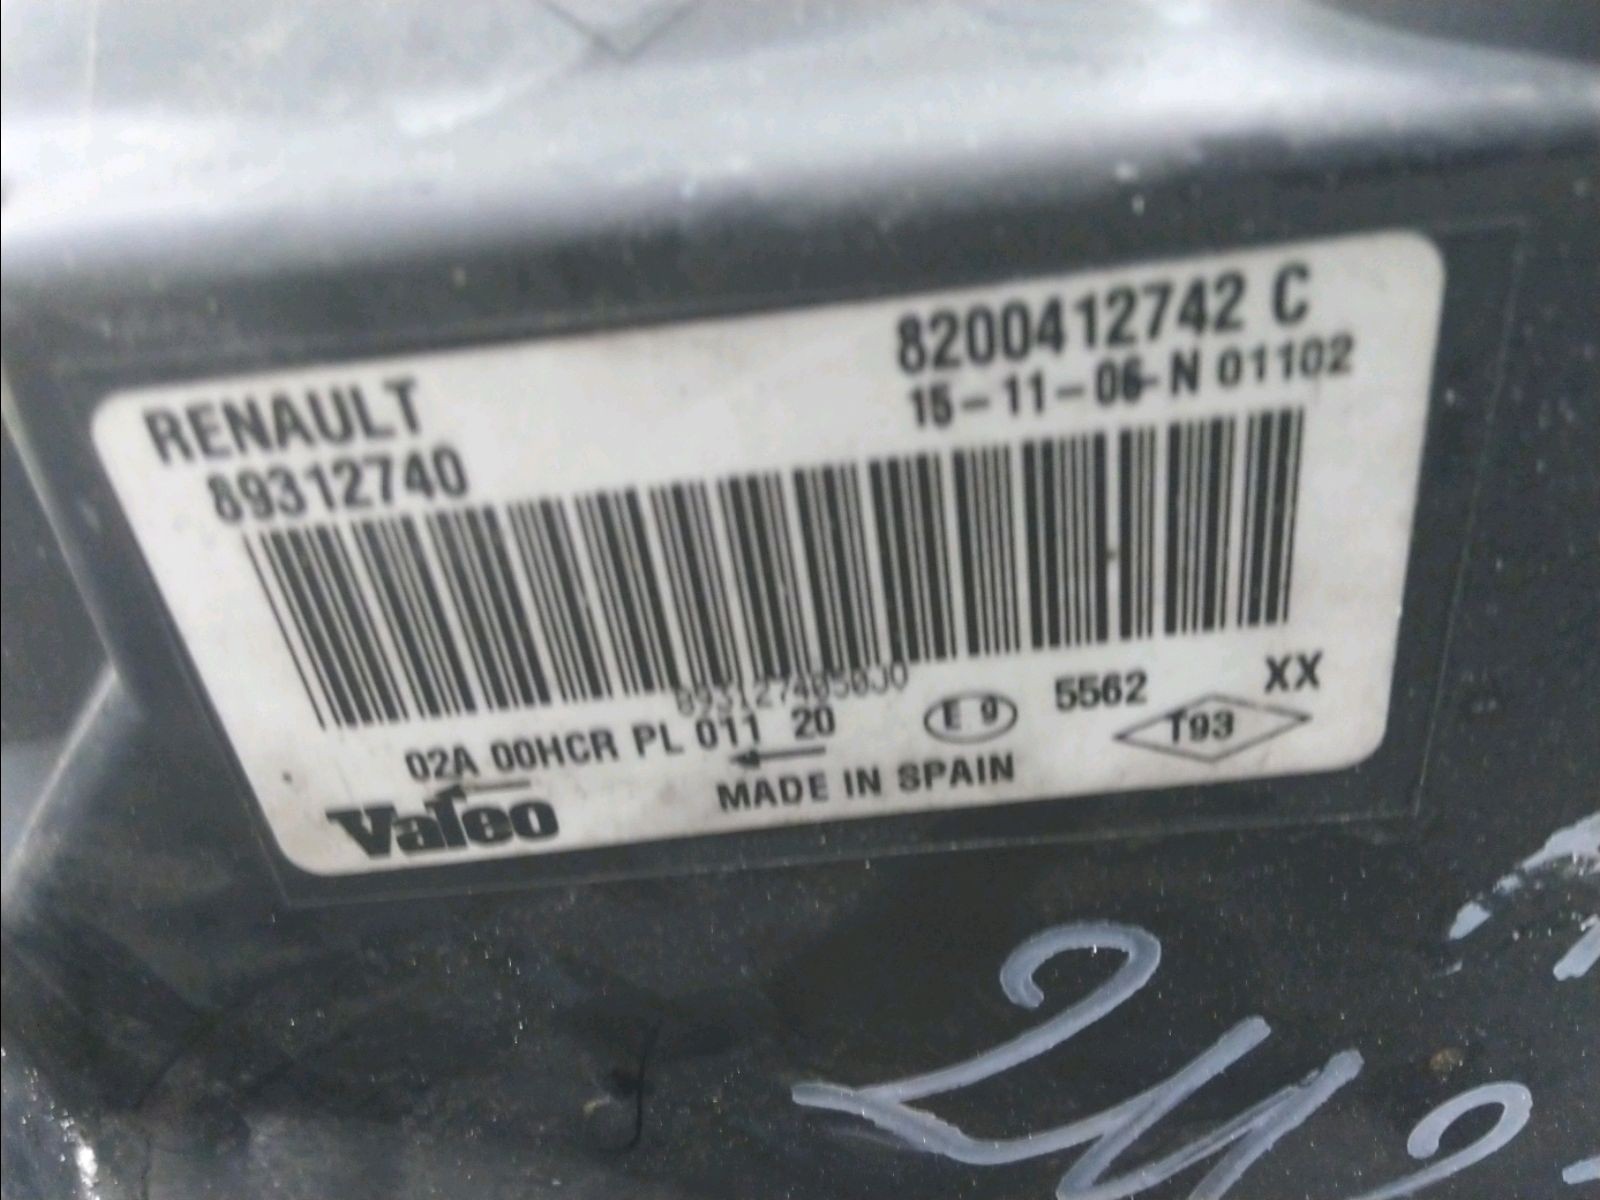 8200412742 C
RENAULT
15-11-06-N 01102
89312740
02A 00HCR PL 011 20
E 9
5562
XX
T93
Valeo
MADE IN SPAIN